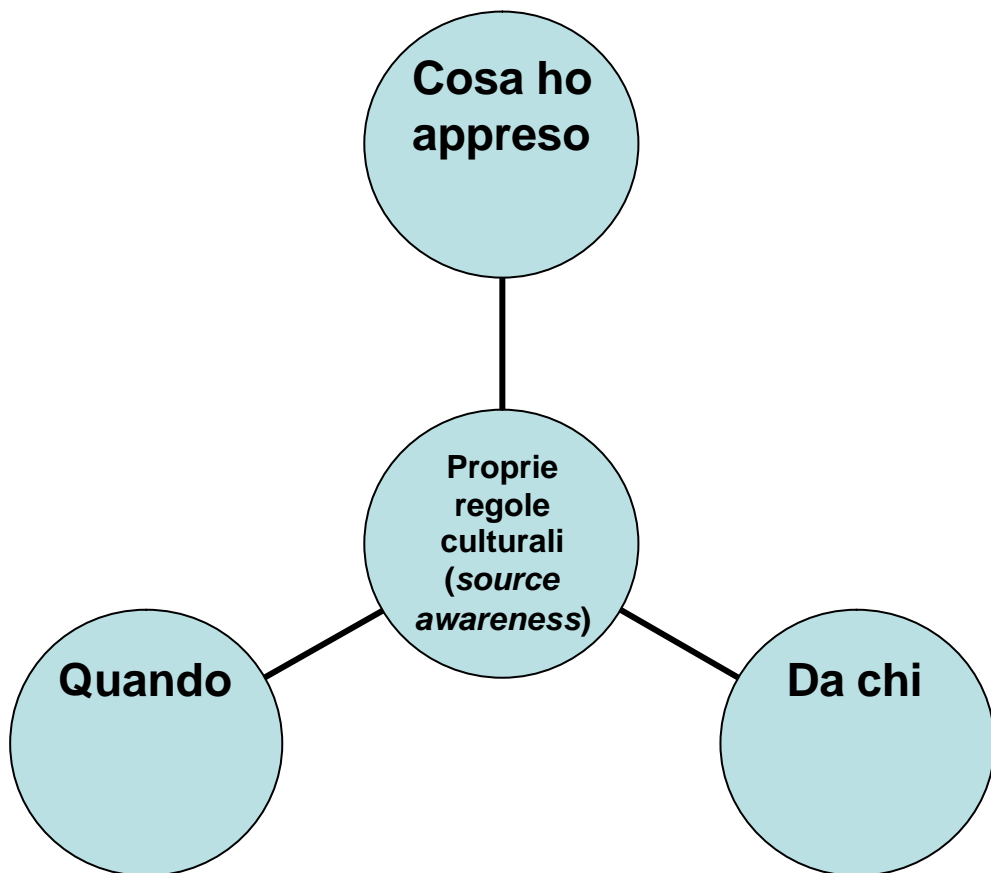 Cosa ho
appreso
Proprie
regole
culturali
(source
awareness)
Quando
Da chi